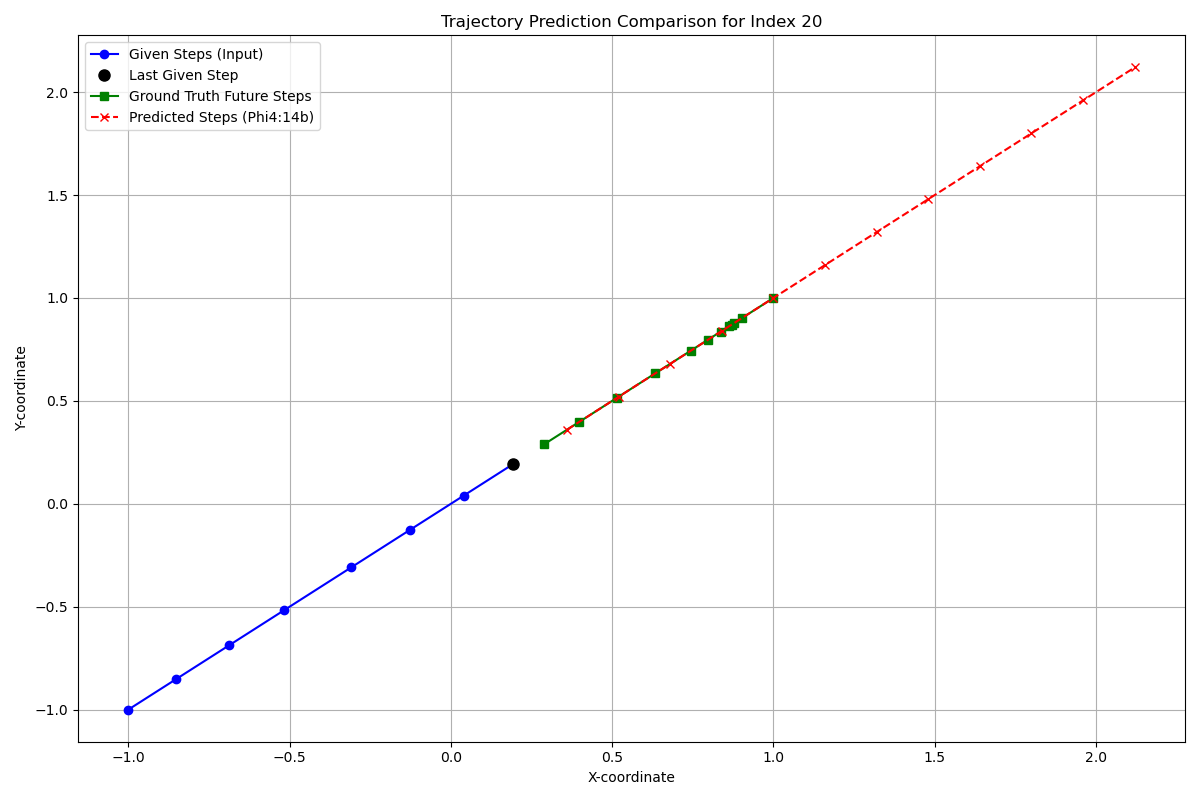 Trajectory Prediction Comparison for Index 20
Given Steps (Input)
Last Given Step
Ground Truth Future Steps
Predicted Steps (Phi4:14b)
2.0
1.5
1.0
0.5
0.0
−0.5
−1.0
Y-coordinate
−1.0 −0.5 0.0 0.5 1.0 1.5 2.0
X-coordinate